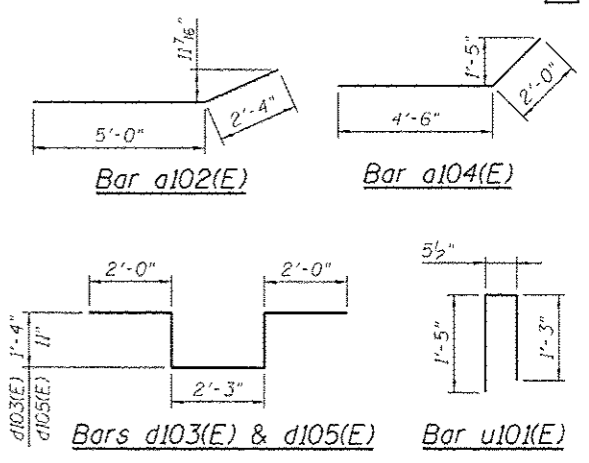 11 7/16"
2'-4"
5'-0"
Bar a102(E)
1'-5"
2'-0"
4'-6"
Bar a104(E)
2'-0"
2'-0"
d103(E) 1'-4"
d105(E) 11"
2'-3"
Bars d103(E) & d105(E)
5½"
1'-5"
1'-3"
Bar u101(E)